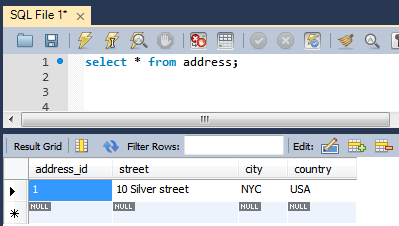 SQL File 1*
1 select * from address;
2
3
4
Result Grid Filter Rows: Edit:
address_id street city country
1 10 Silver street NYC USA
NULL NULL NULL NULL